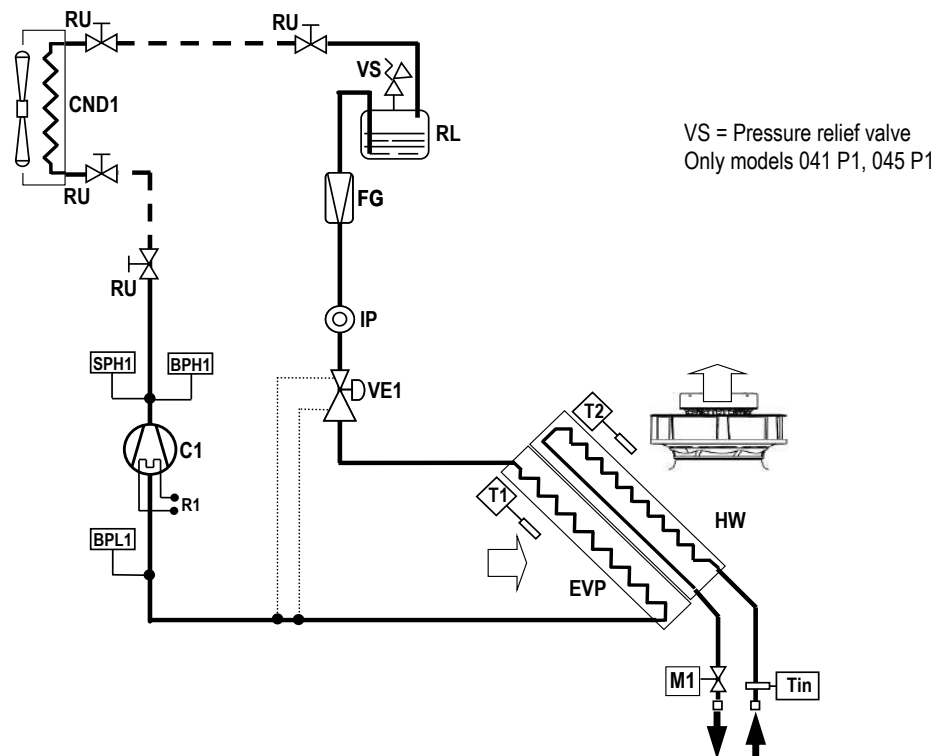 RU
RU
VS
CND1
RL
VS = Pressure relief valve
Only models 041 P1, 045 P1
RU
FG
RU
IP
SPH1
BPH1
VE1
T2
C1
T1
R1
HW
BPL1
EVP
M1
Tin